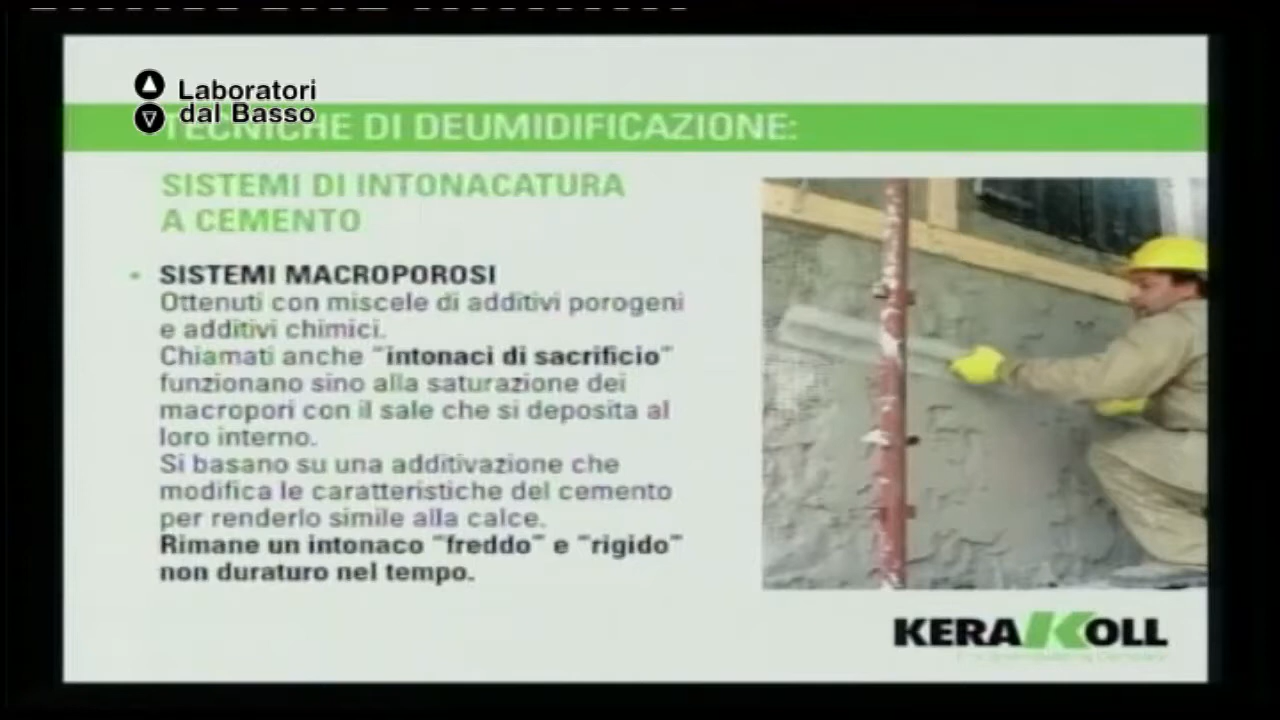 Laboratori
dal Basso
TECNICHE DI DEUMIDIFICAZIONE:
SISTEMI DI INTONACATURA
A CEMENTO
• SISTEMI MACROPOROSI
Ottenuti con miscele di additivi porogeni
e additivi chimici.
Chiamati anche "intonaci di sacrificio"
funzionano sino alla saturazione dei
macropori con il sale che si deposita al
loro interno.
Si basano su una additivazione che
modifica le caratteristiche del cemento
per renderlo simile alla calce.
Rimane un intonaco "freddo" e "rigido"
non duraturo nel tempo.
KERAKOLL